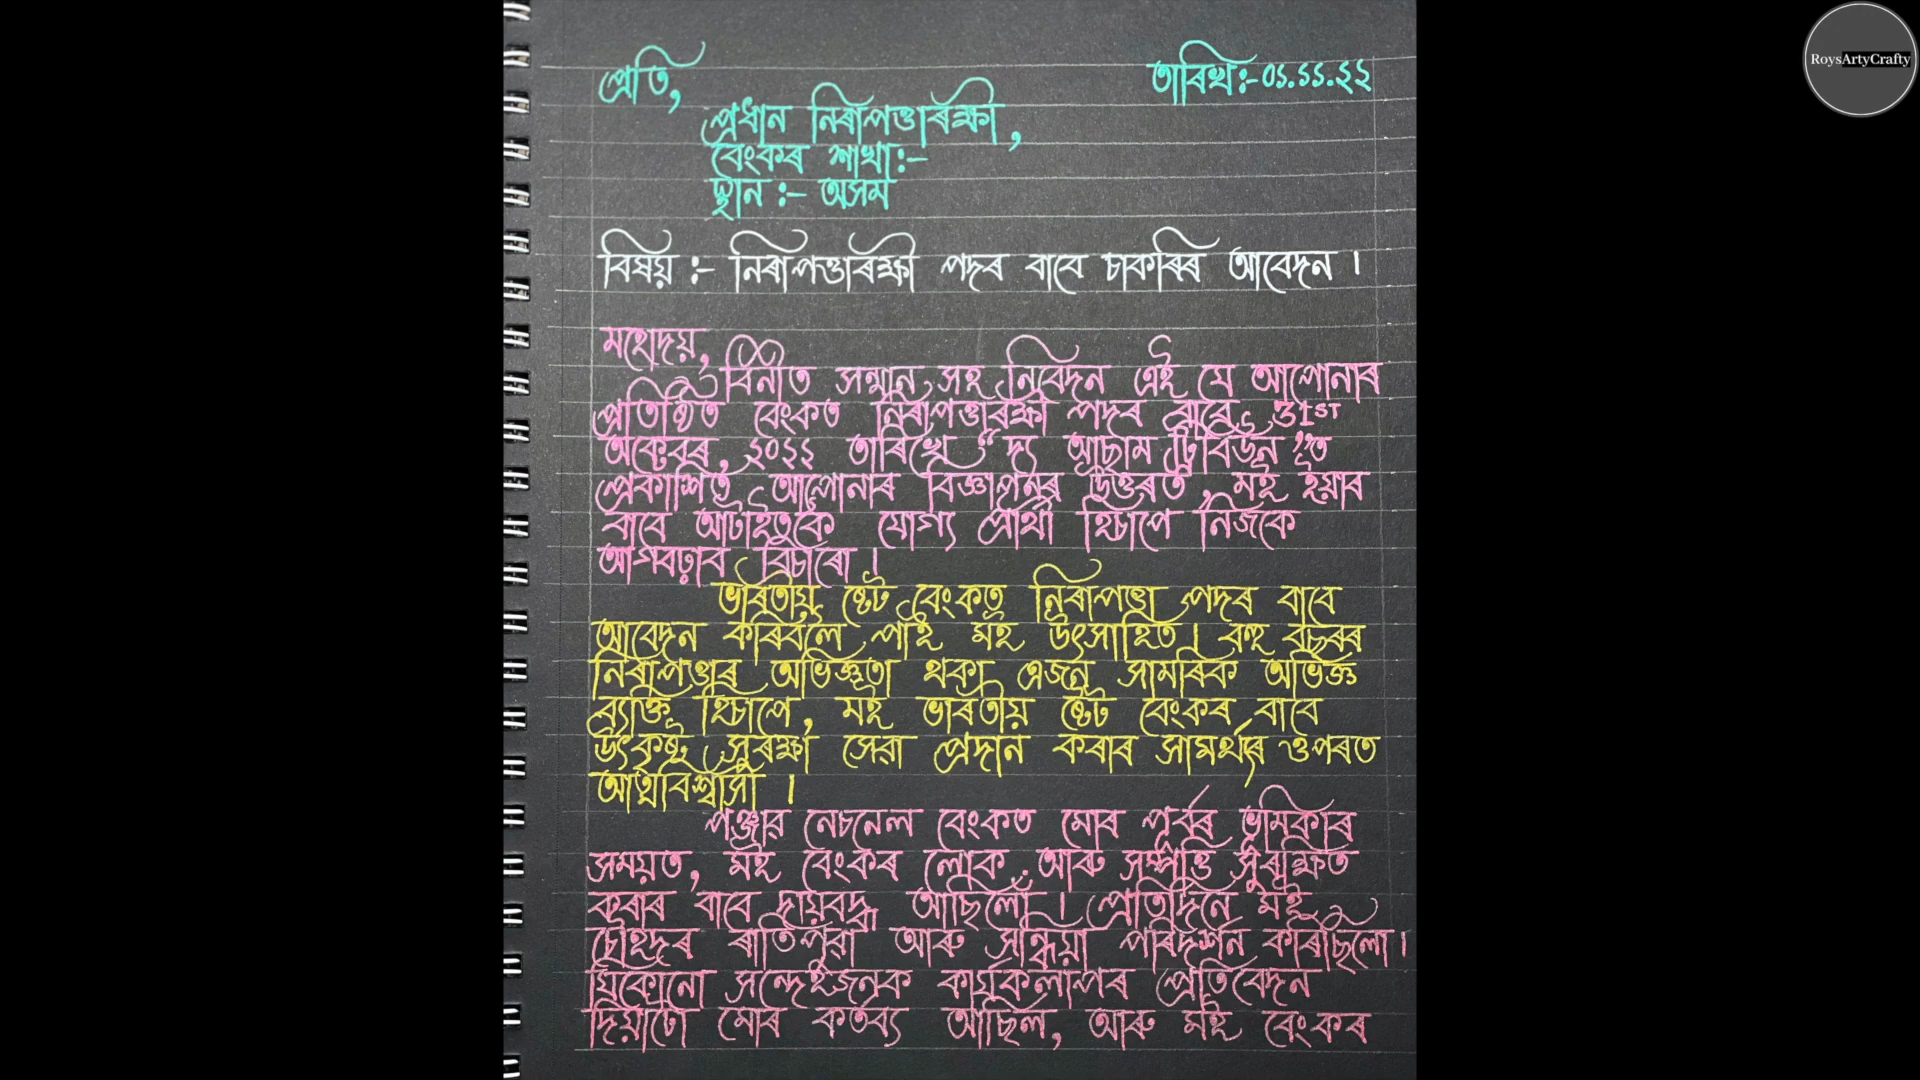 প্ৰতি,
তাৰিখ:-০১.১১.২২
প্ৰধান নিৰাপত্তাৰক্ষী,
বেংকৰ শাখা:-
স্থান :- অসম
বিষয় :- নিৰাপত্তাৰক্ষী পদৰ বাবে চাকৰিৰ আবেদন ।
মহোদয়,
বিনীত সন্মান সহ নিবেদন এই যে আপোনাৰ
প্ৰতিষ্ঠিত বেংকত নিৰাপত্তাৰক্ষী পদৰ বাবে, 31ST
অক্টোবৰ, ২০২২ তাৰিখে “দ্য আছাম ট্ৰিবিউন”ত
প্ৰকাশিত আপোনাৰ বিজ্ঞাপনৰ উত্তৰত, মই ইয়াৰ
বাবে আটাইতকৈ যোগ্য প্ৰাৰ্থী হিচাপে নিজকে
আগবঢ়াব বিচাৰো ।
ভাৰতীয় ষ্টেট বেংকত নিৰাপত্তা পদৰ বাবে
আবেদন কৰিবলৈ পাই মই উৎসাহিত । বহু বছৰৰ
নিৰাপত্তাৰ অভিজ্ঞতা থকা এজন সামৰিক অভিজ্ঞ
ব্যক্তি হিচাপে, মই ভাৰতীয় ষ্টেট বেংকৰ বাবে
উৎকৃষ্ট সুৰক্ষা সেৱা প্ৰদান কৰাৰ সামৰ্থ্যৰ ওপৰত
আত্মবিশ্বাসী ।
পঞ্জাৱ নেচনেল বেংকত মোৰ পূৰ্বৰ ভূমিকাৰ
সময়ত, মই বেংকৰ লোক আৰু সম্পত্তি সুৰক্ষিত
কৰাৰ বাবে দায়বদ্ধ আছিলোঁ । প্ৰতিদিনে মই
চৌহদৰ ৰাতিপুৱা আৰু সন্ধিয়া পৰিদৰ্শন কৰিছিলো।
যিকোনো সন্দেহজনক কাৰ্যকলাপৰ প্ৰতিবেদন
দিয়াটো মোৰ কৰ্তব্য আছিল, আৰু মই বেংকৰ
RoysArtyCrafty